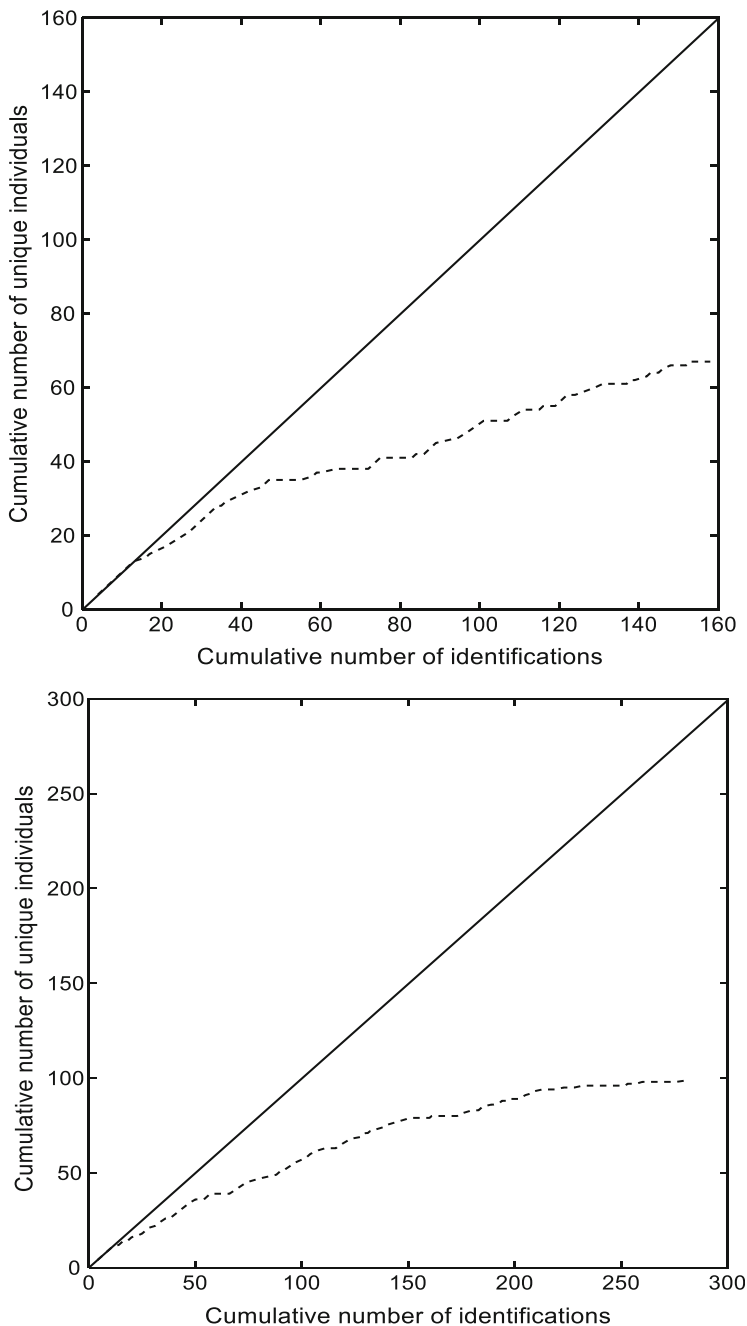 160
140
120
100
80
60
40
20
0
Cumulative number of unique individuals
0 20 40 60 80 100 120 140 160
Cumulative number of identifications
300
250
200
150
100
50
0
Cumulative number of unique individuals
0 50 100 150 200 250 300
Cumulative number of identifications